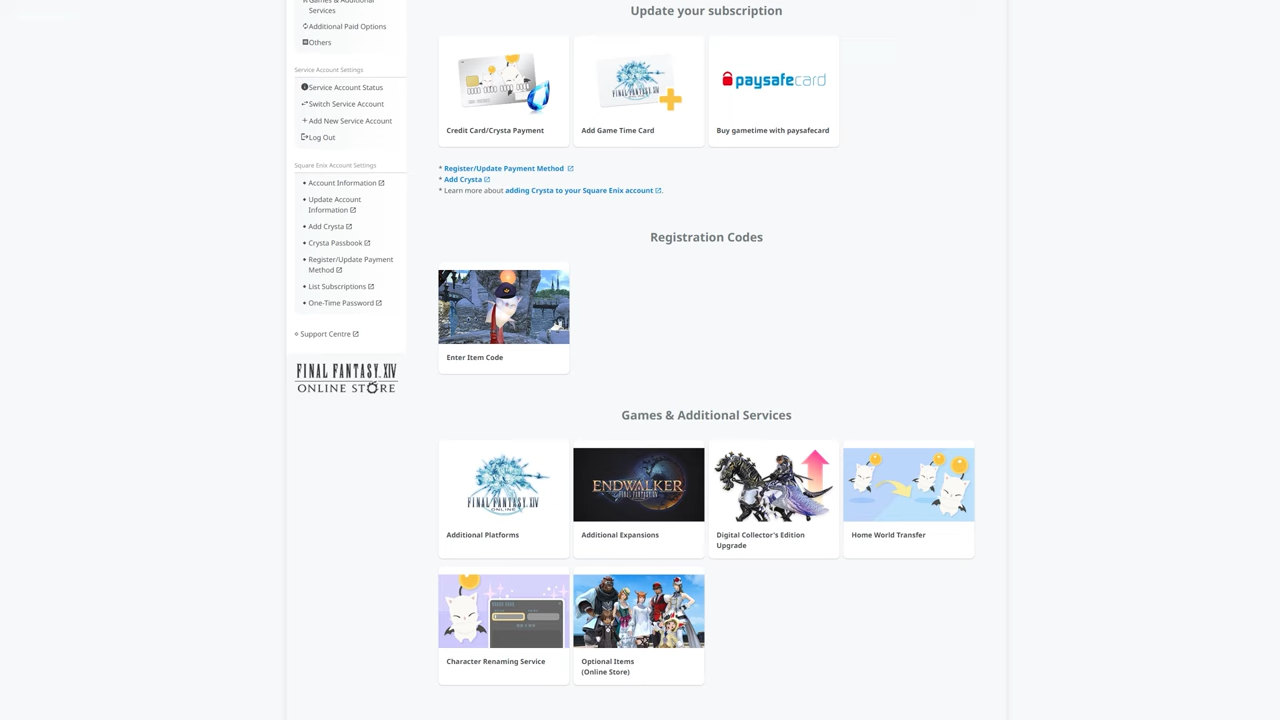 Services
Additional Paid Options
Others
Service Account Settings
Service Account Status
Switch Service Account
Add New Service Account
Log Out
Square Enix Account Settings
Account Information
Update Account
Information
Add Crysta
Crysta Passbook
Register/Update Payment
Method
List Subscriptions
One-Time Password
Support Centre
FINAL FANTASY XIV
ONLINE STORE
Update your subscription
FINAL FANTASY XIV
paysafecard
Credit Card/Crysta Payment
Add Game Time Card
Buy gametime with paysafecard
* Register/Update Payment Method
* Add Crysta
* Learn more about adding Crysta to your Square Enix account.
Registration Codes
Enter Item Code
Games & Additional Services
FINAL FANTASY XIV
ONLINE
ENDWALKER
FINAL FANTASY XIV
Additional Platforms
Additional Expansions
Digital Collector's Edition
Upgrade
Home World Transfer
Character Renaming Service
Optional Items
(Online Store)